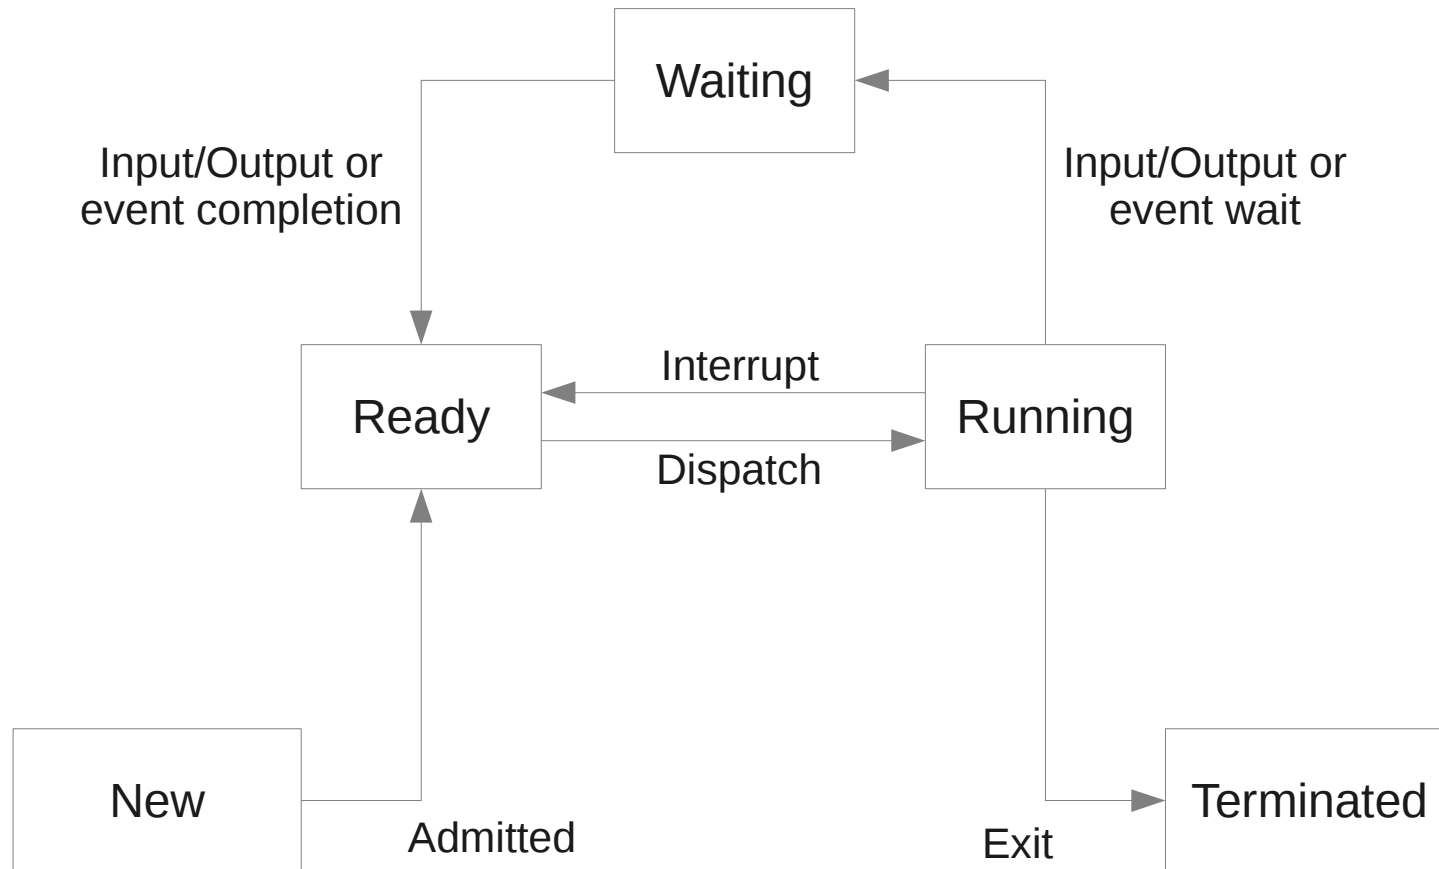 Waiting
Input/Output or
event completion
Input/Output or
event wait
Interrupt
Ready
Running
Dispatch
New
Terminated
Admitted
Exit